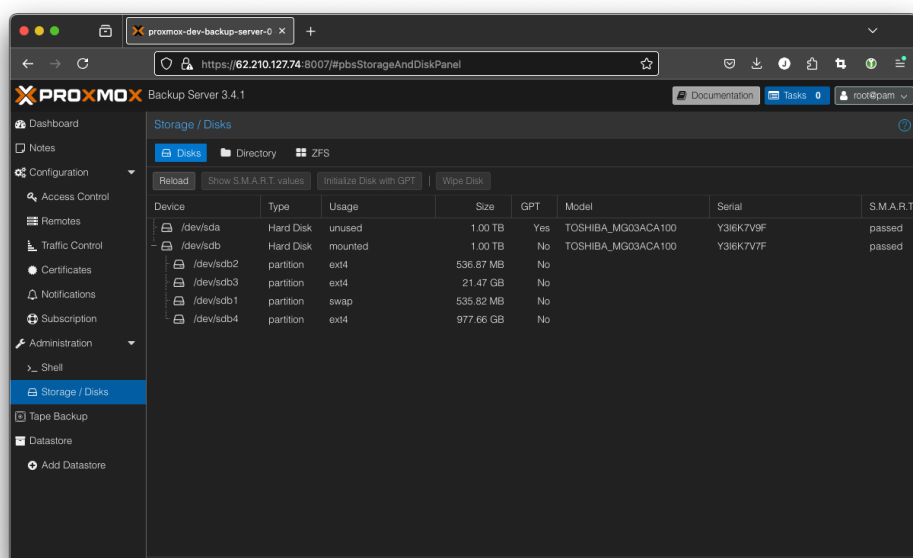 proxmox-dev-backup-server-0
https://62.210.127.74:8007/#pbsStorageAndDiskPanel
PROXMOX Backup Server 3.4.1
Documentation
Tasks 0
root@pam
Dashboard
Notes
Configuration
Access Control
Remotes
Traffic Control
Certificates
Notifications
Subscription
Administration
Shell
Storage / Disks
Tape Backup
Datastore
Add Datastore
Storage / Disks
Disks Directory ZFS
Reload Show S.M.A.R.T. values Initialize Disk with GPT Wipe Disk
Device Type Usage Size GPT Model Serial S.M.A.R.T
/dev/sda Hard Disk unused 1.00 TB Yes TOSHIBA_MG03ACA100 Y3I6K7V9F passed
/dev/sdb Hard Disk mounted 1.00 TB No TOSHIBA_MG03ACA100 Y3I6K7V7F passed
/dev/sdb2 partition ext4 536.87 MB No
/dev/sdb3 partition ext4 21.47 GB No
/dev/sdb1 partition swap 535.82 MB No
/dev/sdb4 partition ext4 977.66 GB No